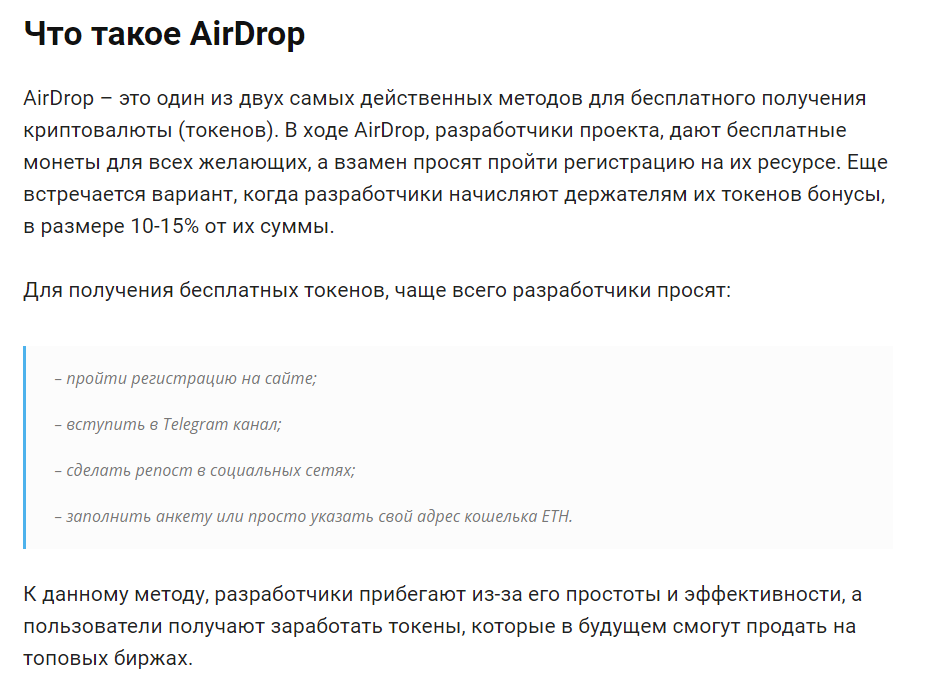 Что такое AirDrop
AirDrop – это один из двух самых действенных методов для бесплатного получения
криптовалюты (токенов). В ходе AirDrop, разработчики проекта, дают бесплатные
монеты для всех желающих, а взамен просят пройти регистрацию на их ресурсе. Еще
встречается вариант, когда разработчики начисляют держателям их токенов бонусы,
в размере 10-15% от их суммы.
Для получения бесплатных токенов, чаще всего разработчики просят:
– пройти регистрацию на сайте;
– вступить в Telegram канал;
– сделать репост в социальных сетях;
– заполнить анкету или просто указать свой адрес кошелька ETH.
К данному методу, разработчики прибегают из-за его простоты и эффективности, а
пользователи получают заработать токены, которые в будущем смогут продать на
топовых биржах.